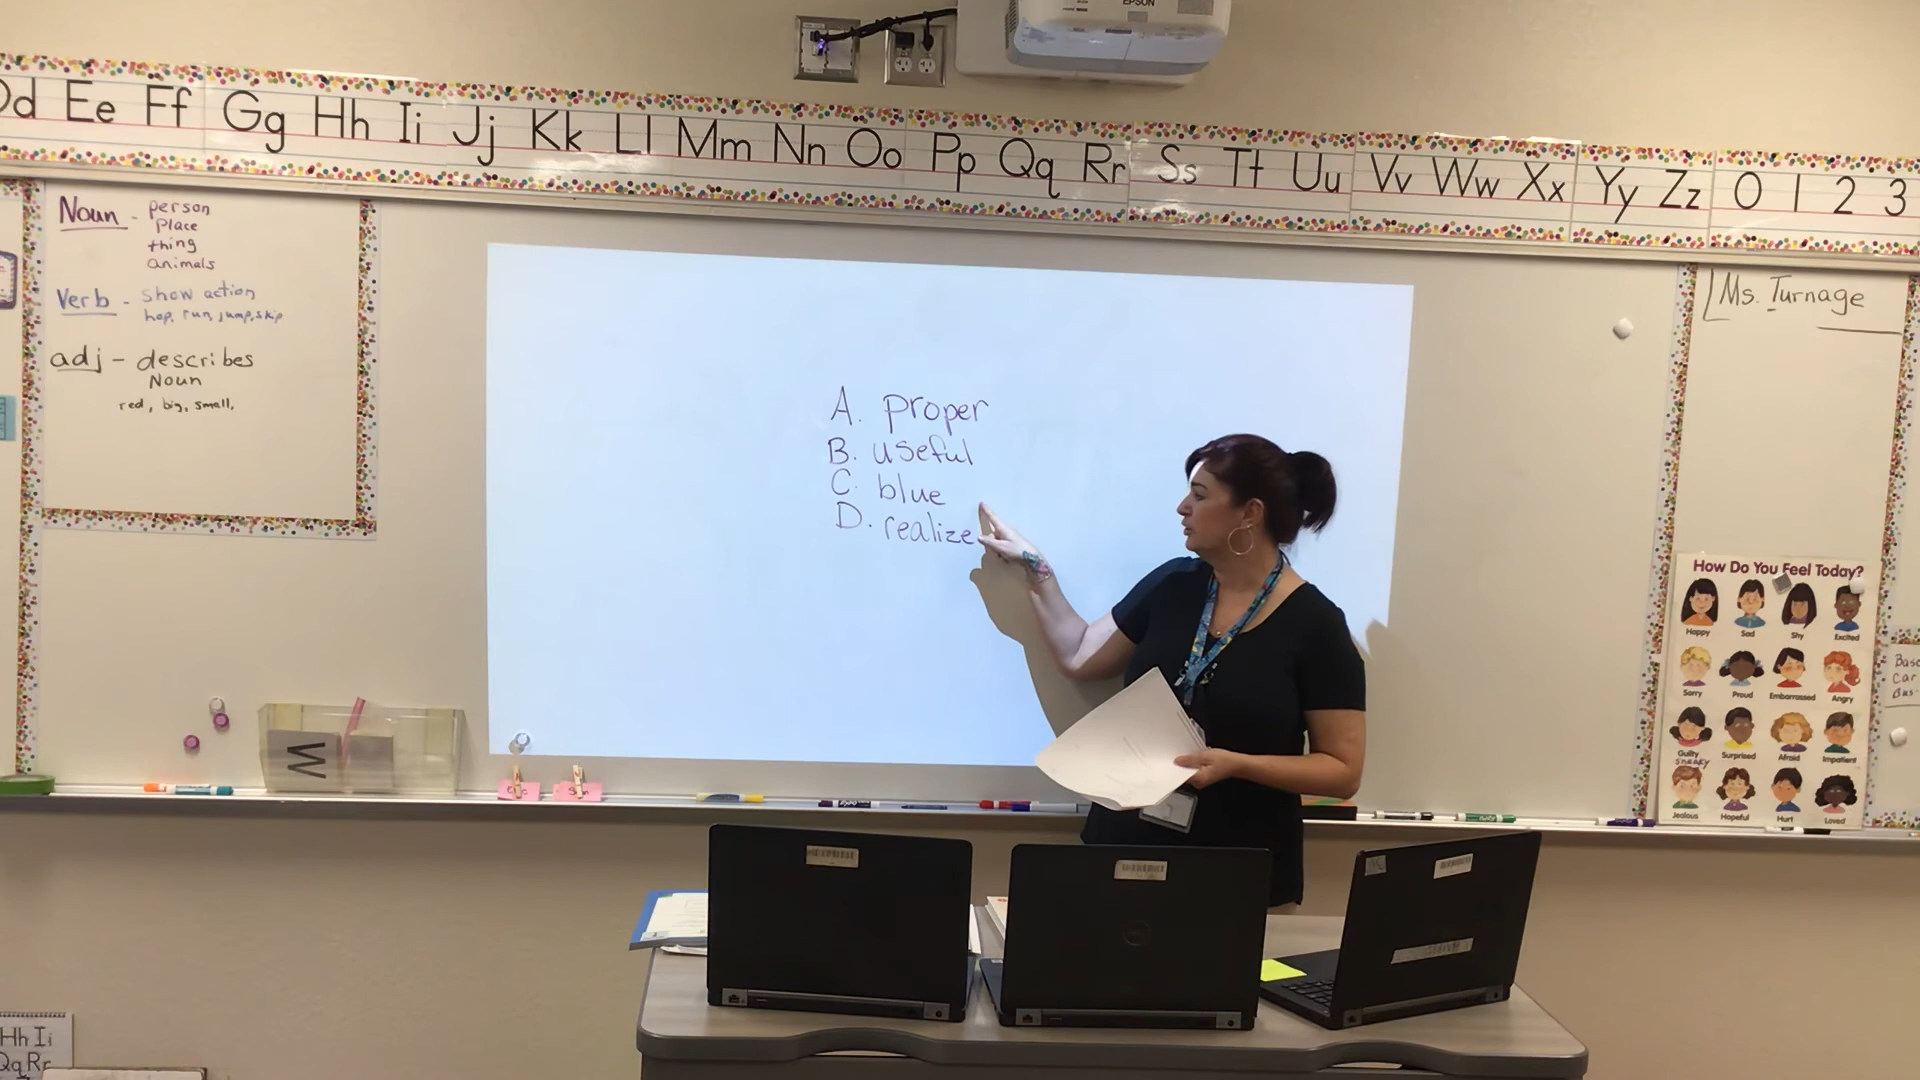 EPSON
Dd Ee Ff Gg Hh Ii Jj Kk Ll Mm Nn Oo Pp Qq Rr Ss Tt Uu Vv Ww Xx Yy Zz 0 1 2 3
Noun - person
place
thing
animals
Verb - show action
hop, run, jump, skip
adj - describes
Noun
red, big, small,
A. proper
B. useful
C. blue
D. realize
Ms. Turnage
How Do You Feel Today?
Happy Sad Shy Excited
Sorry Proud Embarrassed Angry
Guilty Surprised Afraid Impatient
sneaky
Jealous Hopeful Hurt Loved
Car
Bus
W
Hh Ii
Qq Rr